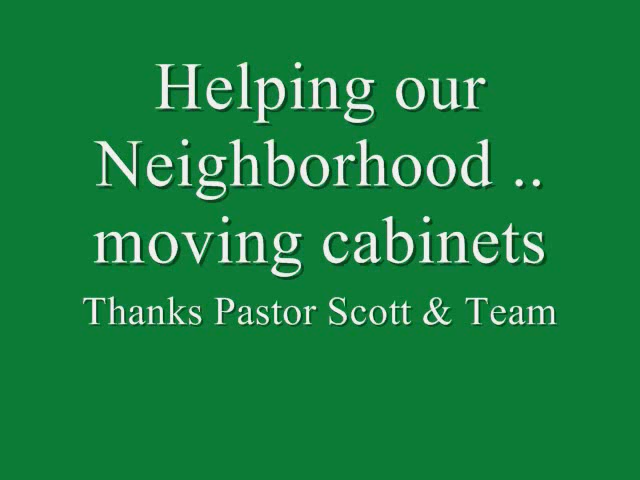 Helping our
Neighborhood ..
moving cabinets
Thanks Pastor Scott & Team